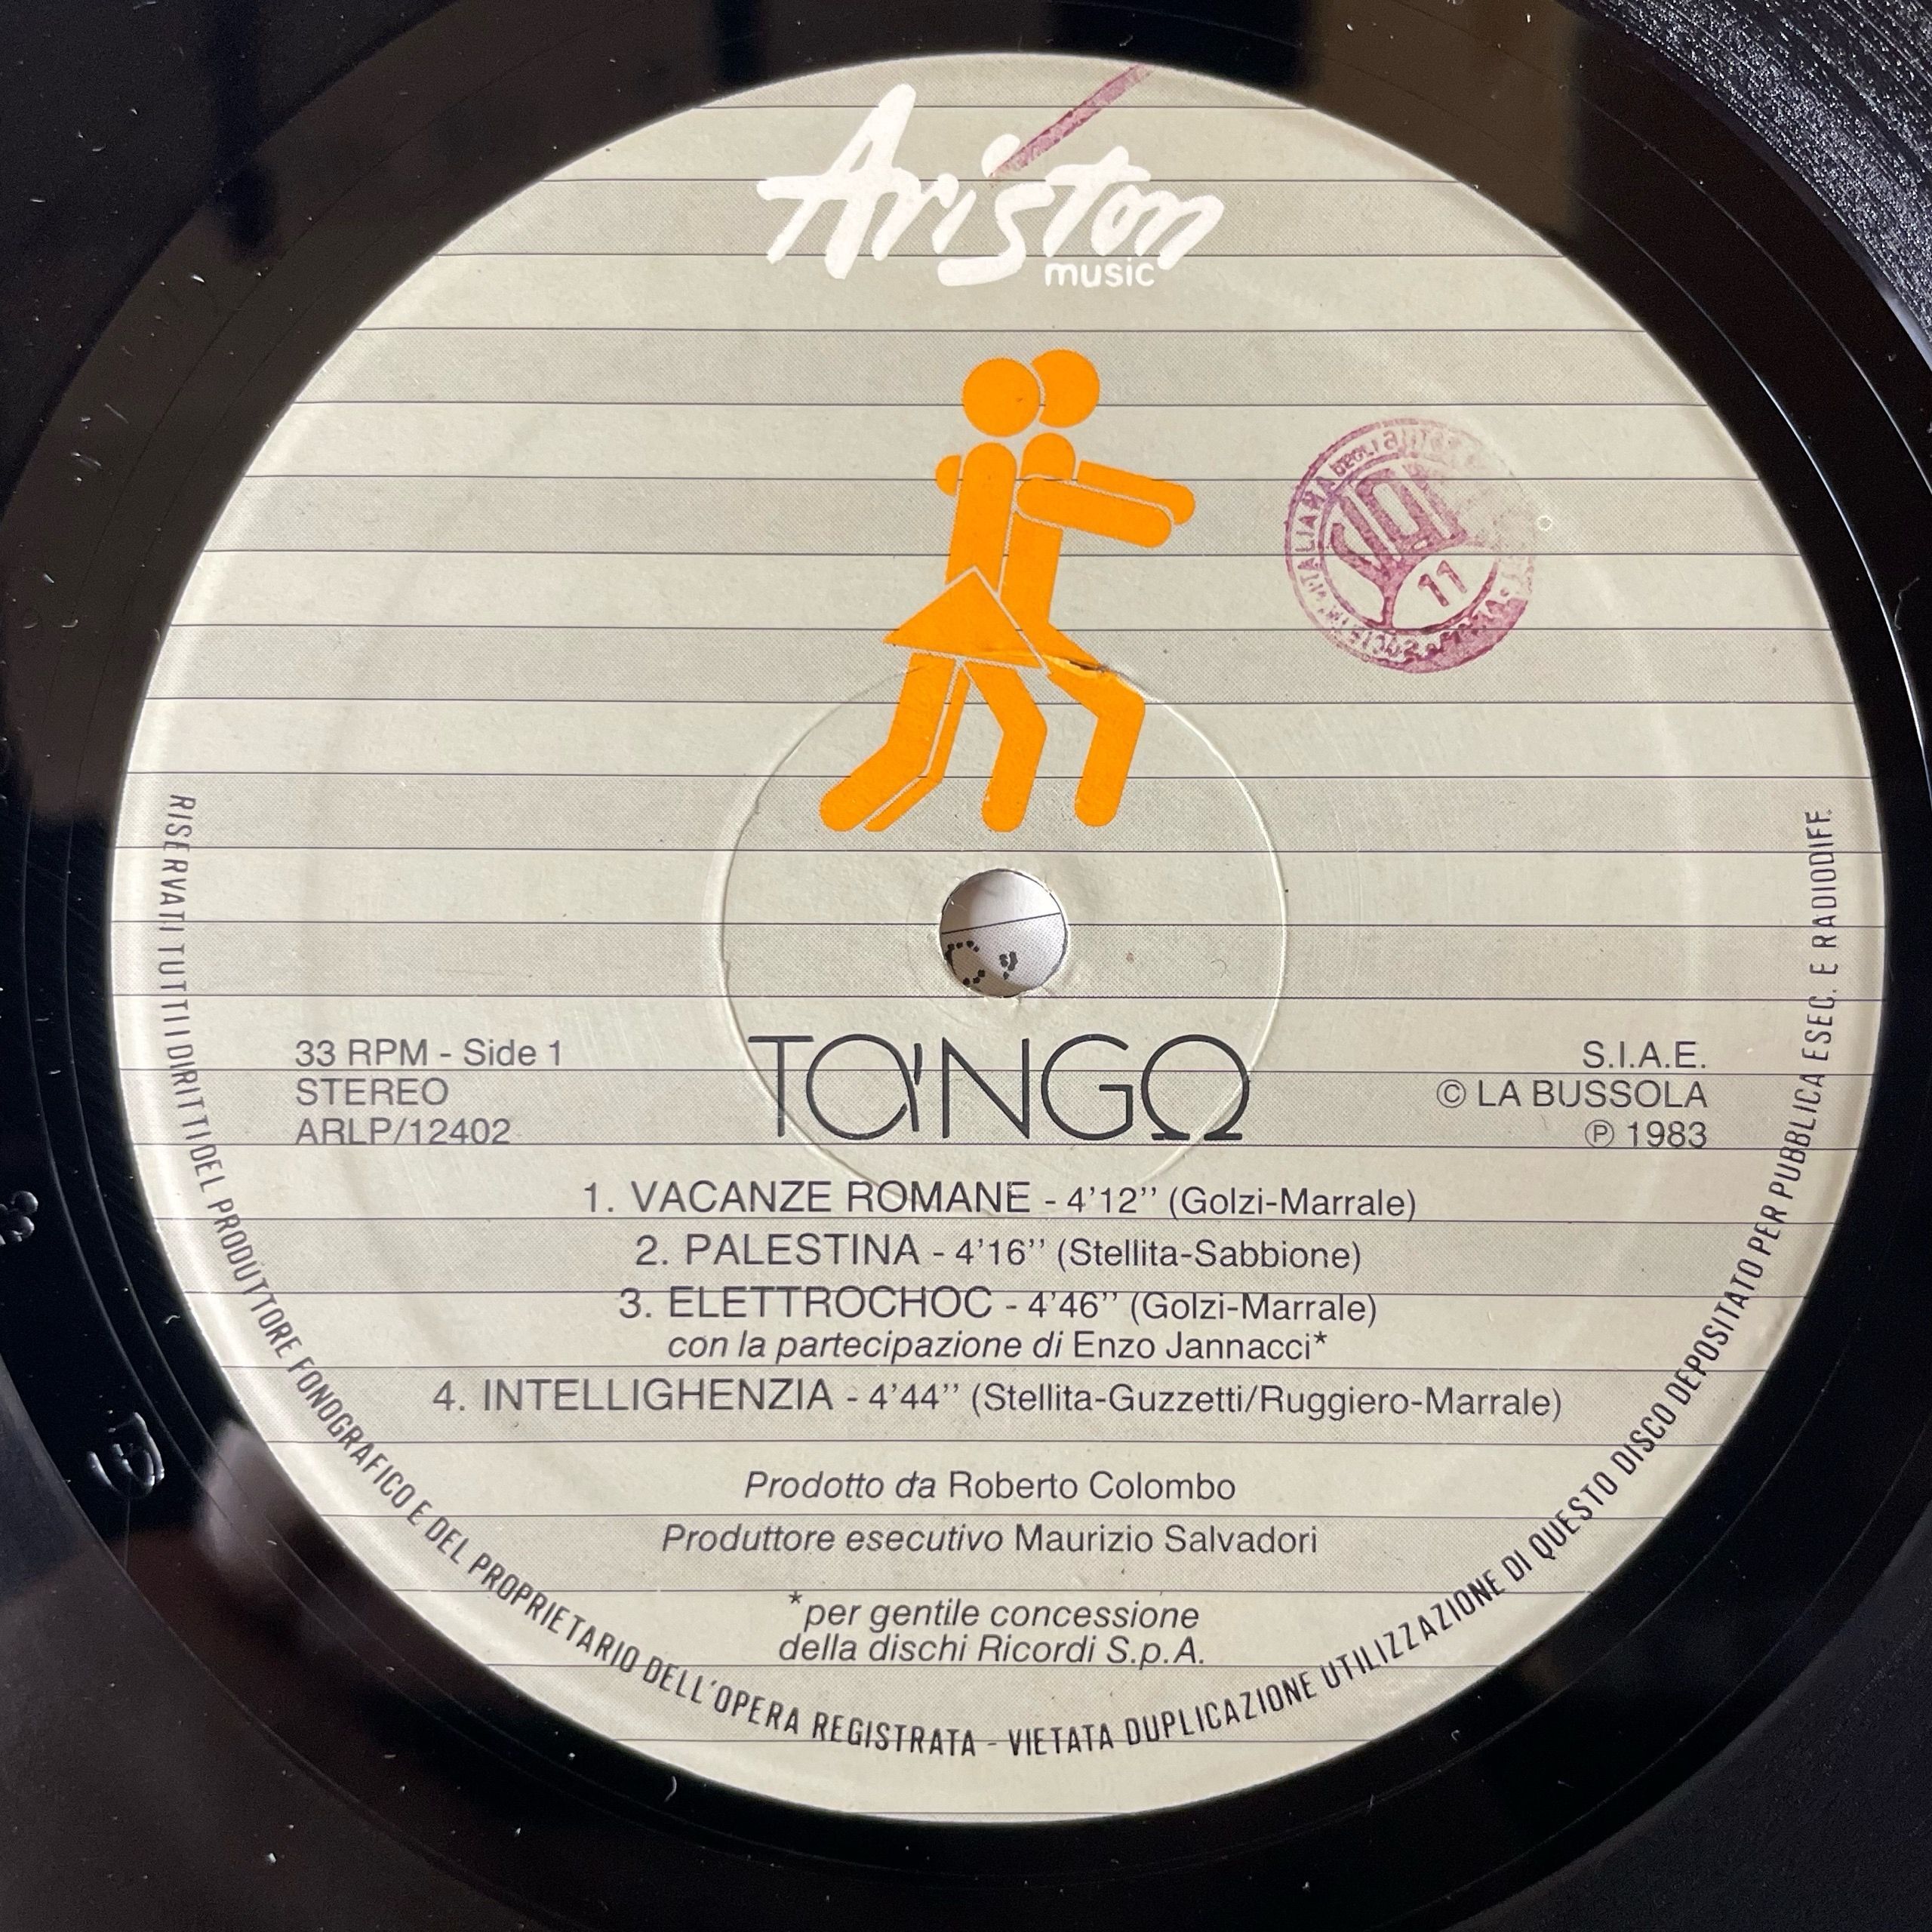 Ariston
music
33 RPM - Side 1
STEREO
ARLP/12402
TANGO
S.I.A.E.
© LA BUSSOLA
℗ 1983
1. VACANZE ROMANE - 4'12'' (Golzi-Marrale)
2. PALESTINA - 4'16'' (Stellita-Sabbione)
3. ELETTROCHOC - 4'46'' (Golzi-Marrale)
con la partecipazione di Enzo Jannacci*
4. INTELLIGHENZIA - 4'44'' (Stellita-Guzzetti/Ruggiero-Marrale)
Prodotto da Roberto Colombo
Produttore esecutivo Maurizio Salvadori
*per gentile concessione
della dischi Ricordi S.p.A.
RISERVATI TUTTI I DIRITTI DEL PRODUTTORE FONOGRAFICO E DEL PROPRIETARIO DELL'OPERA REGISTRATA - VIETATA DUPLICAZIONE UTILIZZAZIONE DI QUESTO DISCO DEPOSITATO PER PUBBLICA ESEC. E RADIODIFF.
ITALIANA DEGLI
11